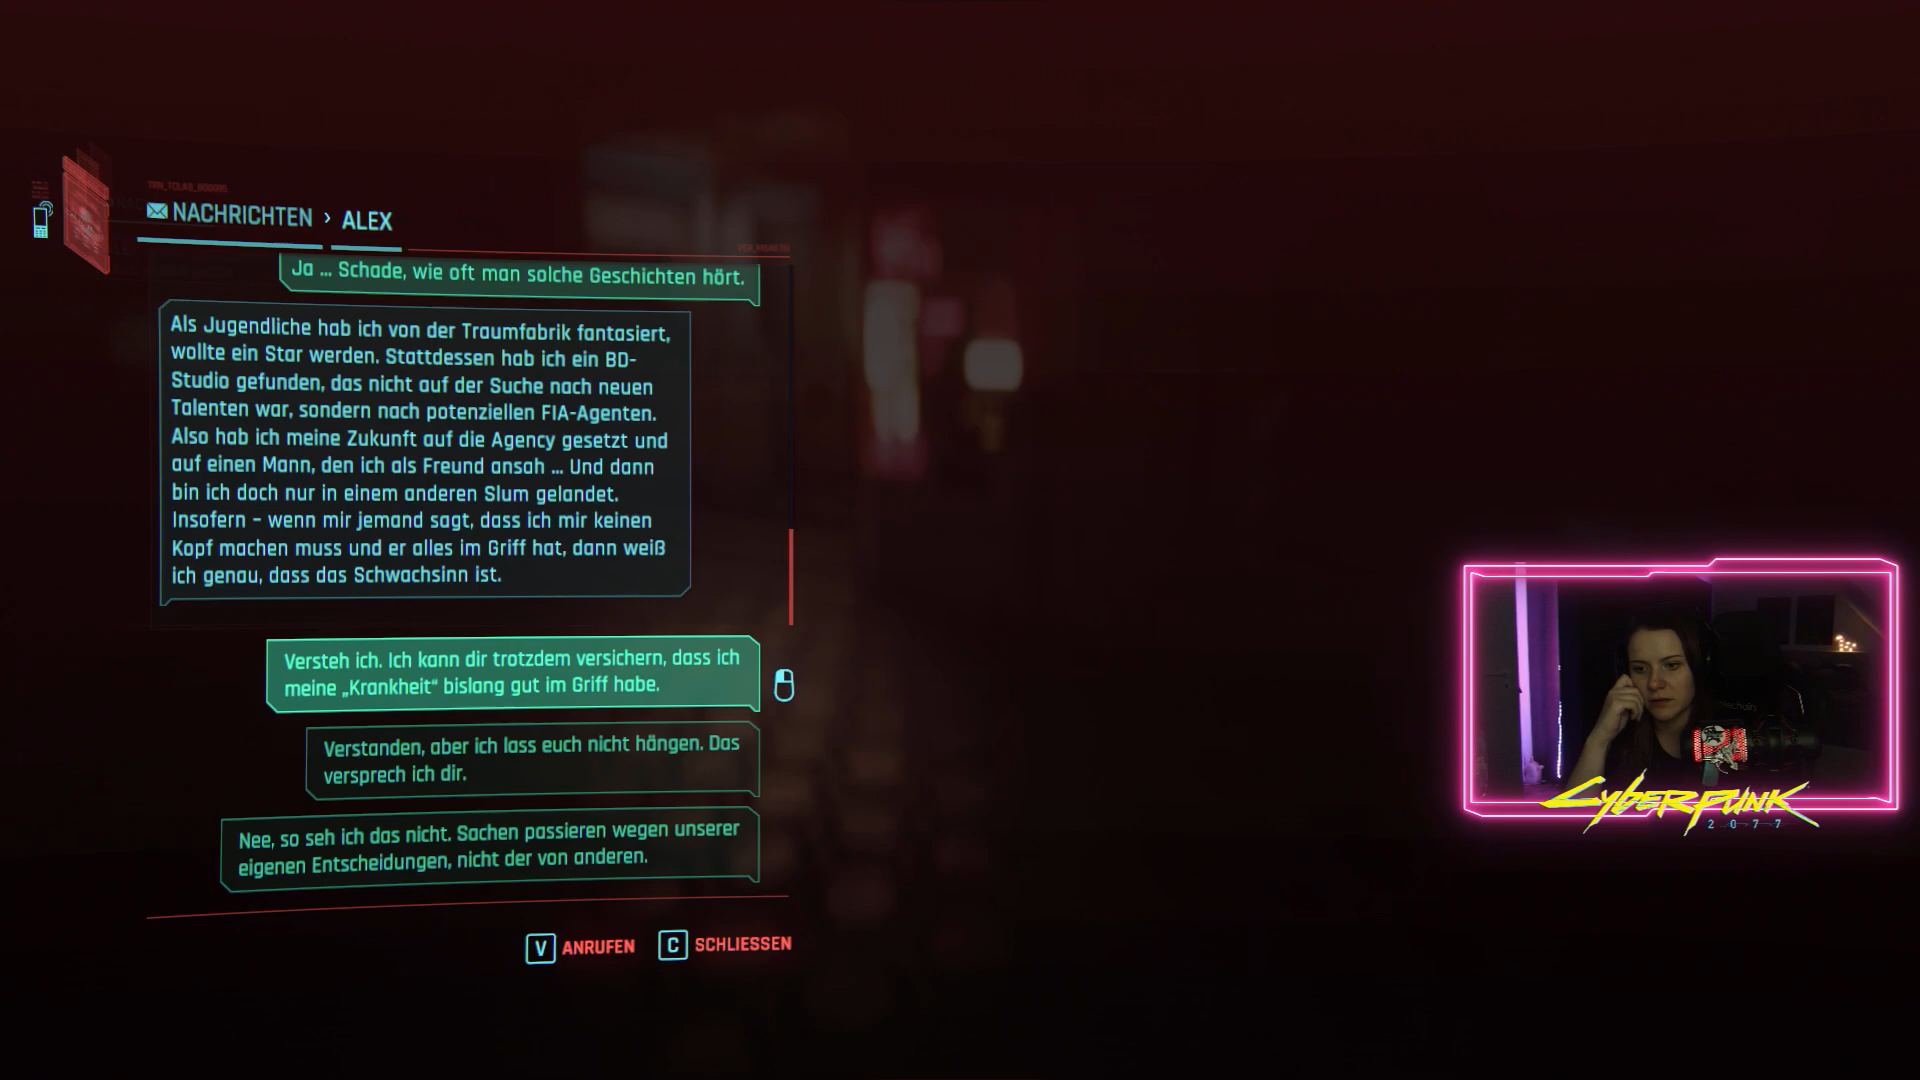 NACHRICHTEN › ALEX
Ja ... Schade, wie oft man solche Geschichten hört.
Als Jugendliche hab ich von der Traumfabrik fantasiert,
wollte ein Star werden. Stattdessen hab ich ein BD-
Studio gefunden, das nicht auf der Suche nach neuen
Talenten war, sondern nach potenziellen FIA-Agenten.
Also hab ich meine Zukunft auf die Agency gesetzt und
auf einen Mann, den ich als Freund ansah ... Und dann
bin ich doch nur in einem anderen Slum gelandet.
Insofern – wenn mir jemand sagt, dass ich mir keinen
Kopf machen muss und er alles im Griff hat, dann weiß
ich genau, dass das Schwachsinn ist.
Versteh ich. Ich kann dir trotzdem versichern, dass ich
meine „Krankheit“ bislang gut im Griff habe.
Verstanden, aber ich lass euch nicht hängen. Das
versprech ich dir.
Nee, so seh ich das nicht. Sachen passieren wegen unserer
eigenen Entscheidungen, nicht der von anderen.
V ANRUFEN C SCHLIESSEN
Cyberpunk
2077